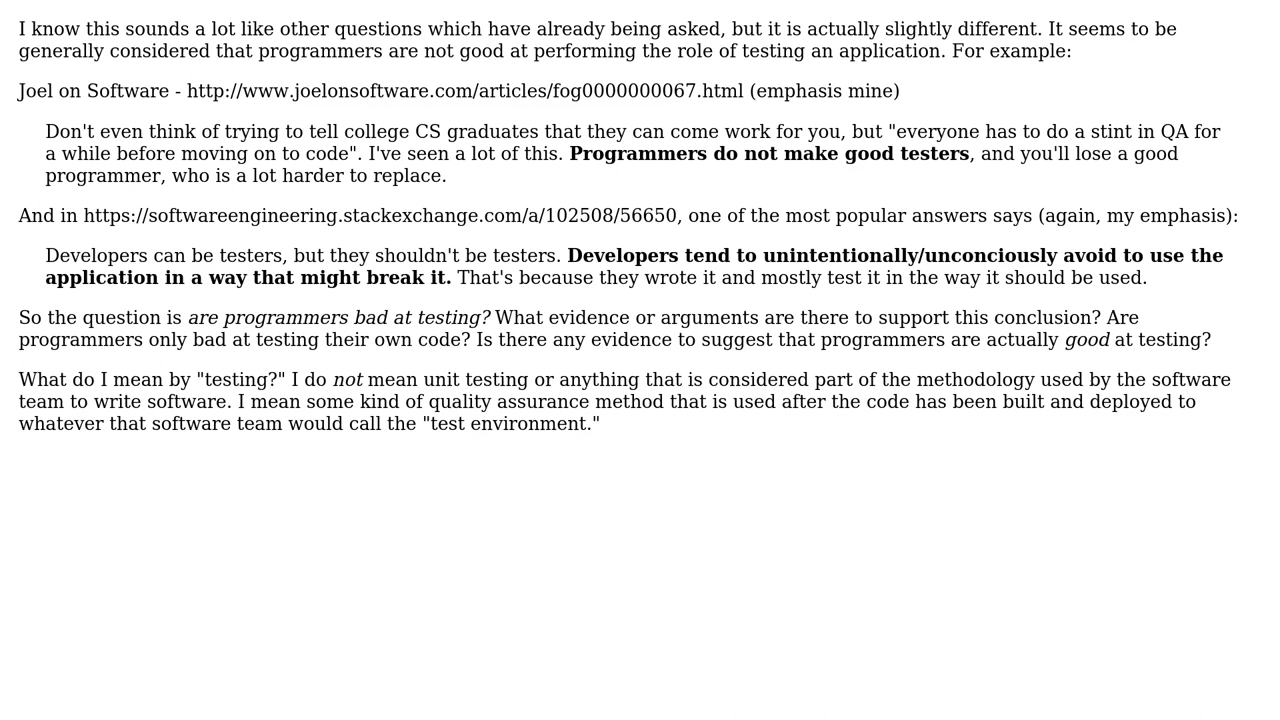 I know this sounds a lot like other questions which have already being asked, but it is actually slightly different. It seems to be
generally considered that programmers are not good at performing the role of testing an application. For example:
Joel on Software - http://www.joelonsoftware.com/articles/fog0000000067.html (emphasis mine)
Don't even think of trying to tell college CS graduates that they can come work for you, but "everyone has to do a stint in QA for
a while before moving on to code". I've seen a lot of this. Programmers do not make good testers, and you'll lose a good
programmer, who is a lot harder to replace.
And in https://softwareengineering.stackexchange.com/a/102508/56650, one of the most popular answers says (again, my emphasis):
Developers can be testers, but they shouldn't be testers. Developers tend to unintentionally/unconciously avoid to use the
application in a way that might break it. That's because they wrote it and mostly test it in the way it should be used.
So the question is are programmers bad at testing? What evidence or arguments are there to support this conclusion? Are
programmers only bad at testing their own code? Is there any evidence to suggest that programmers are actually good at testing?
What do I mean by "testing?" I do not mean unit testing or anything that is considered part of the methodology used by the software
team to write software. I mean some kind of quality assurance method that is used after the code has been built and deployed to
whatever that software team would call the "test environment."